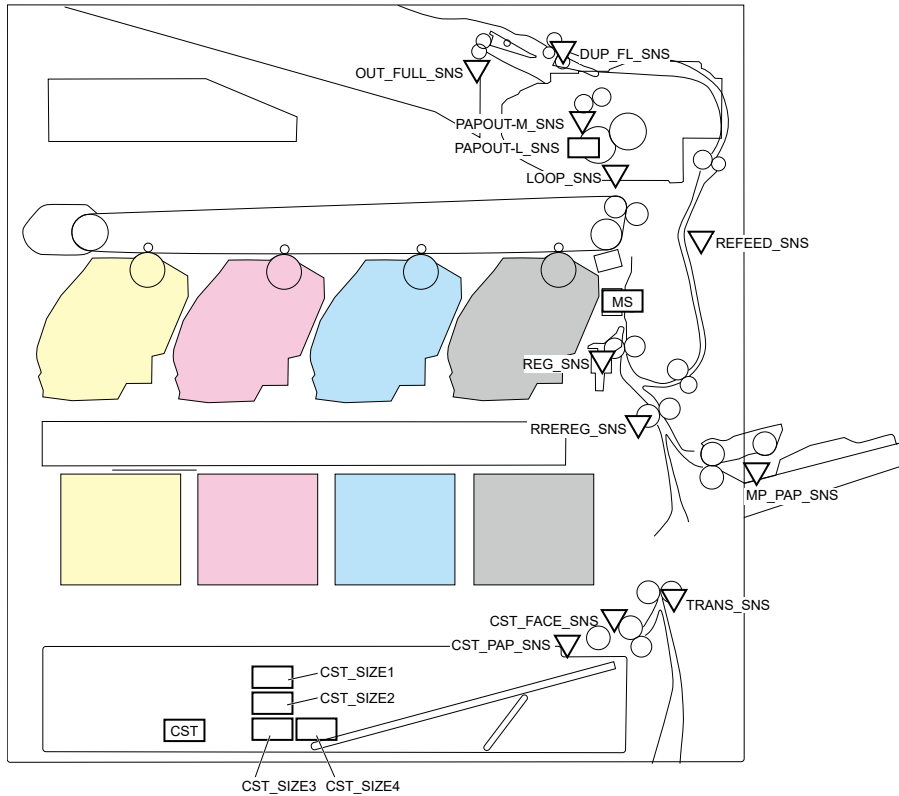 DUP_FL_SNS
OUT_FULL_SNS
PAPOUT-M_SNS
PAPOUT-L_SNS
LOOP_SNS
REFEED_SNS
MS
REG_SNS
RREREG_SNS
MP_PAP_SNS
TRANS_SNS
CST_FACE_SNS
CST_PAP_SNS
CST_SIZE1
CST_SIZE2
CST
CST_SIZE3
CST_SIZE4